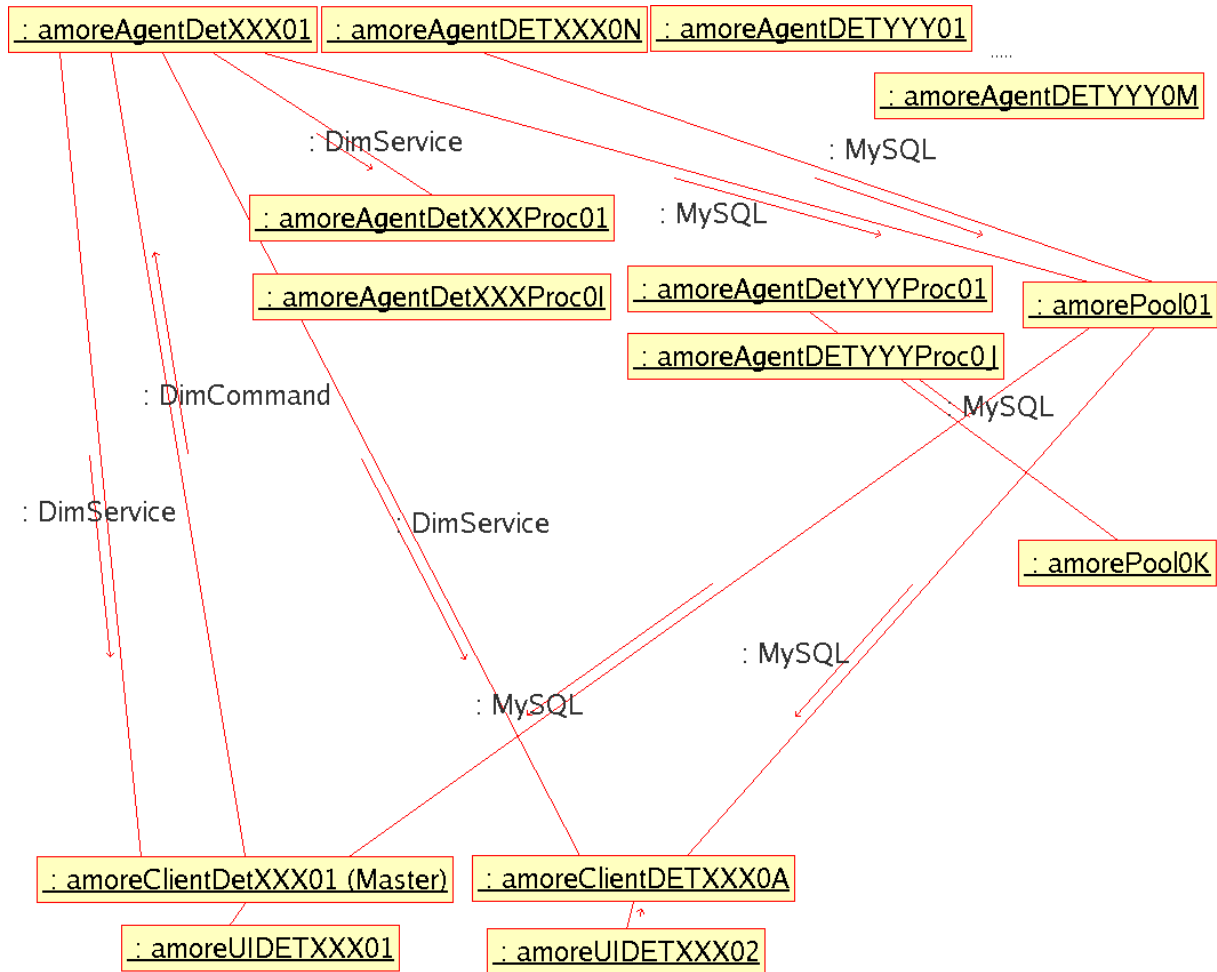 : amoreAgentDetXXX01
: amoreAgentDETXXX0N
: amoreAgentDETYYY01
.....
: amoreAgentDETYYY0M
: DimService
: MySQL
: amoreAgentDetXXXProc01
: MySQL
: amoreAgentDetXXXProc0I
: amoreAgentDetYYYProc01
: amorePool01
: amoreAgentDETYYYProc0J
: DimCommand
: MySQL
: DimService
: DimService
: amorePool0K
: MySQL
: MySQL
: amoreClientDetXXX01 (Master)
: amoreClientDETXXX0A
: amoreUIDETXXX01
: amoreUIDETXXX02